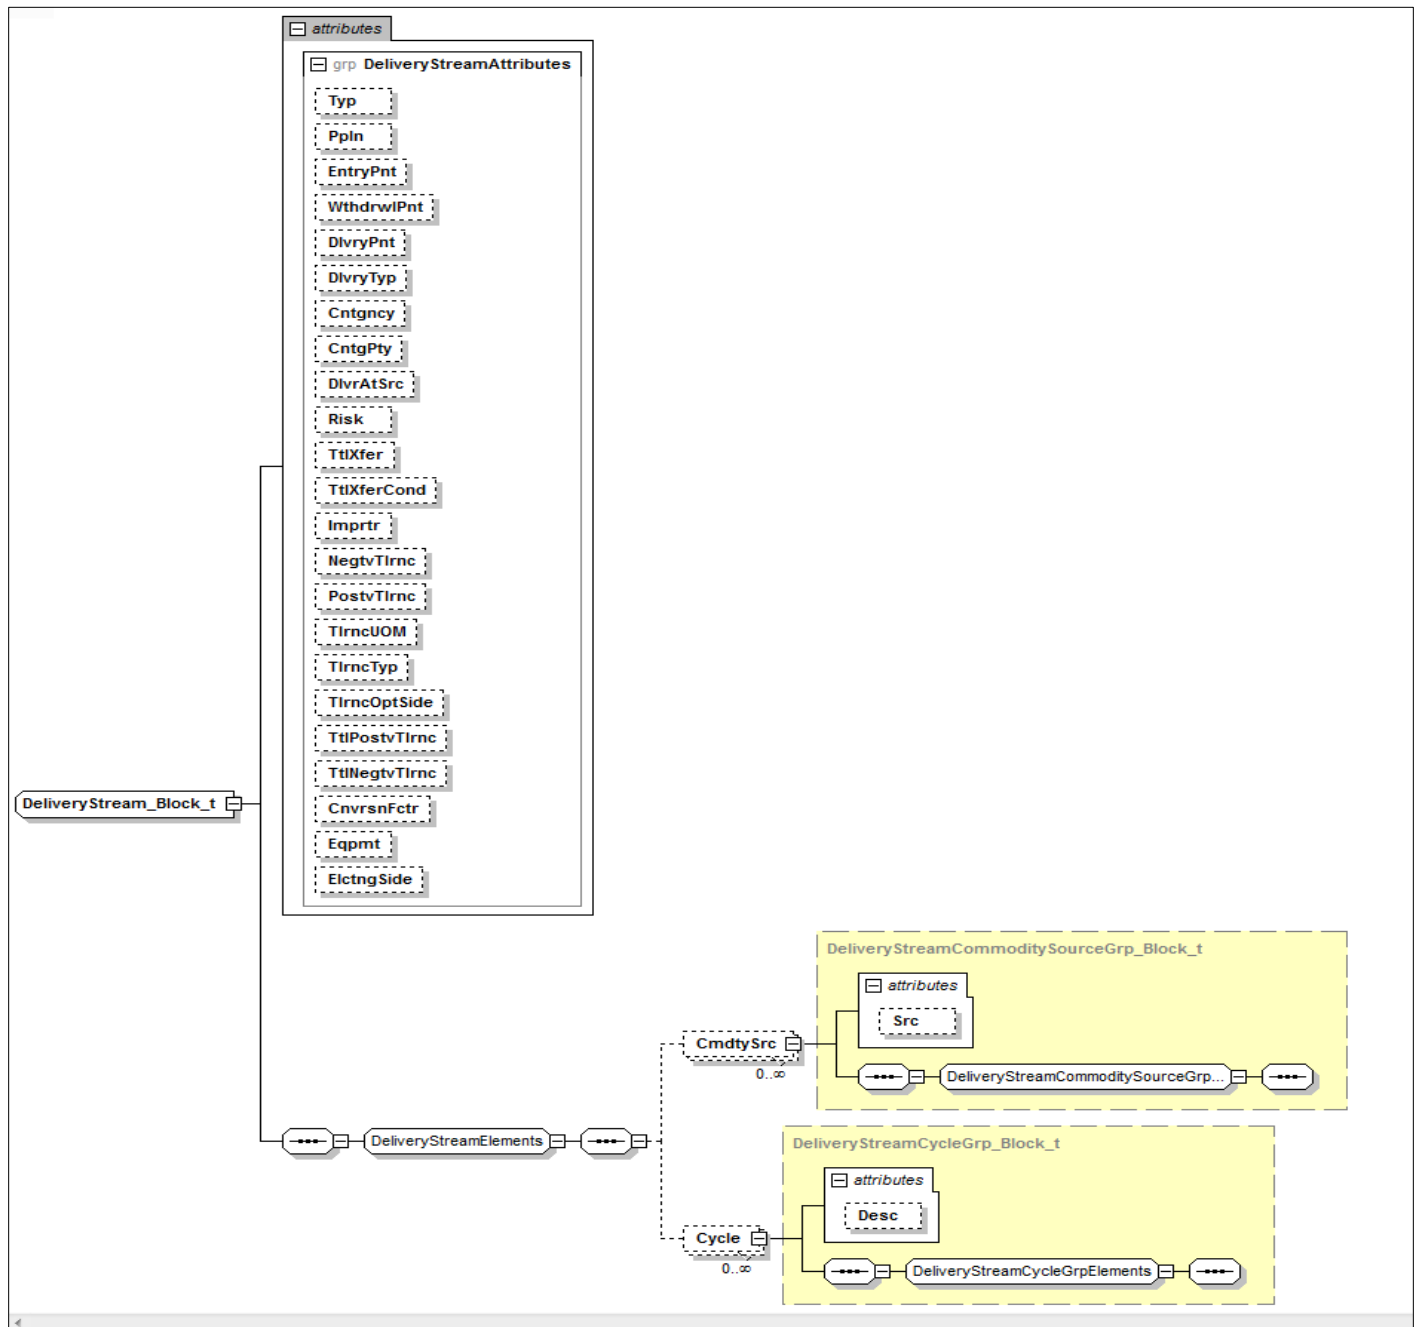 attributes
grp DeliveryStreamAttributes
Typ
Ppln
EntryPnt
WthdrwlPnt
DlvryPnt
DlvryTyp
Cntgncy
CntgPty
DlvrAtSrc
Risk
TtlXfer
TtlXferCond
Imprtr
NegtvTlrnc
PostvTlrnc
TlrncUOM
TlrncTyp
TlrncOptSide
TtlPostvTlrnc
TtlNegtvTlrnc
DeliveryStream_Block_t
CnvrsnFctr
Eqpmt
ElctngSide
DeliveryStreamCommoditySourceGrp_Block_t
attributes
Src
CmdtySrc
0..∞
DeliveryStreamCommoditySourceGrp...
DeliveryStreamElements
DeliveryStreamCycleGrp_Block_t
attributes
Desc
Cycle
0..∞
DeliveryStreamCycleGrpElements